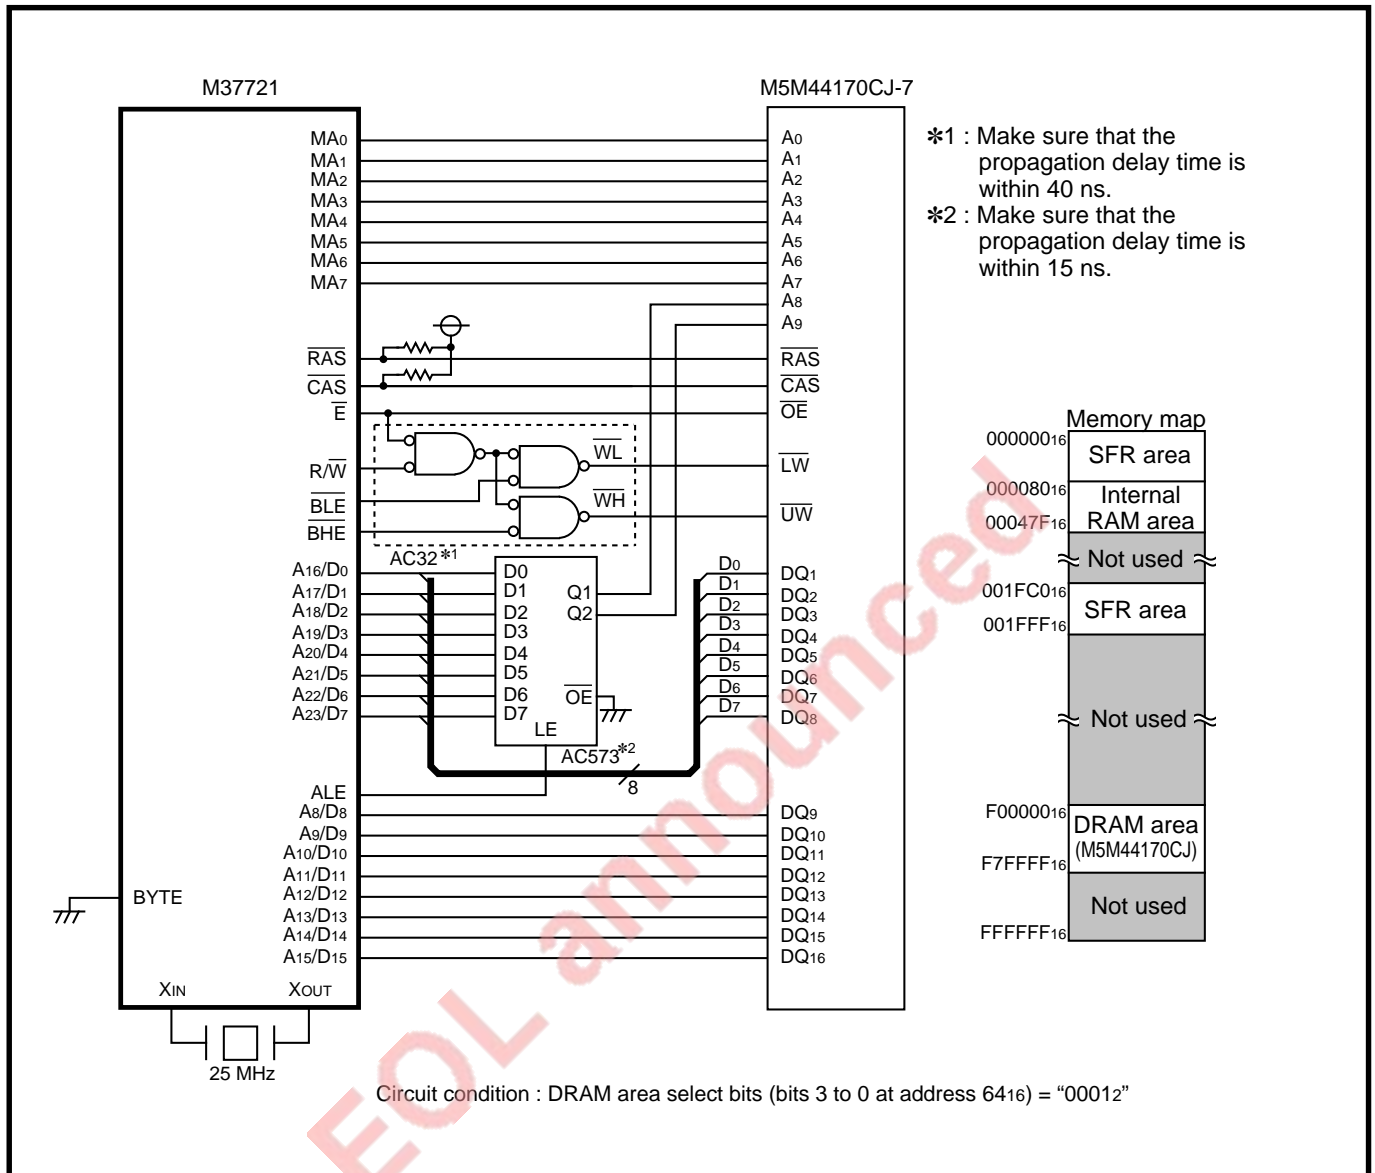 M37721
M5M44170CJ-7
MA0
MA1
MA2
MA3
MA4
MA5
MA6
MA7
RAS
CAS
E
R/W
BLE
BHE
A16/D0
A17/D1
A18/D2
A19/D3
A20/D4
A21/D5
A22/D6
A23/D7
ALE
A8/D8
A9/D9
A10/D10
A11/D11
A12/D12
A13/D13
A14/D14
A15/D15
BYTE
XIN
XOUT
25 MHz
WL
WH
AC32 ✽1
D0
D1
D2
D3
D4
D5
D6
D7
Q1
Q2
OE
LE
AC573✽2
8
D0
D1
D2
D3
D4
D5
D6
D7
A0
A1
A2
A3
A4
A5
A6
A7
A8
A9
RAS
CAS
OE
LW
UW
DQ1
DQ2
DQ3
DQ4
DQ5
DQ6
DQ7
DQ8
DQ9
DQ10
DQ11
DQ12
DQ13
DQ14
DQ15
DQ16
✽1 : Make sure that the
propagation delay time is
within 40 ns.
✽2 : Make sure that the
propagation delay time is
within 15 ns.
Memory map
00000016
SFR area
00008016
Internal
RAM area
00047F16
Not used
001FC016
SFR area
001FFF16
Not used
F0000016
DRAM area
(M5M44170CJ)
F7FFFF16
Not used
FFFFFF16
Circuit condition : DRAM area select bits (bits 3 to 0 at address 6416) = “00012”
EOL announced